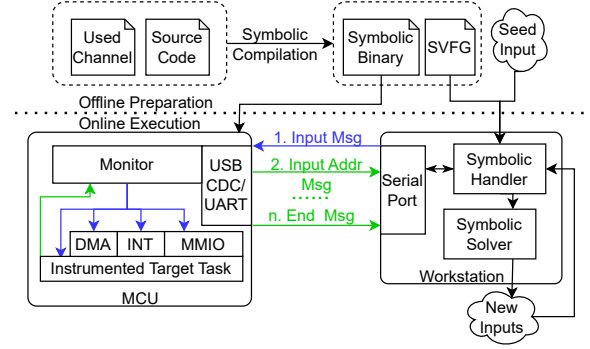 Used
Channel
Source
Code
Symbolic
Compilation
Symbolic
Binary
SVFG
Seed
Input
Offline Preparation
Online Execution
Monitor
USB
CDC/
UART
1. Input Msg
2. Input Addr
Msg
......
n. End Msg
Serial
Port
Symbolic
Handler
Symbolic
Solver
DMA
INT
MMIO
Instrumented Target Task
MCU
Workstation
New
Inputs